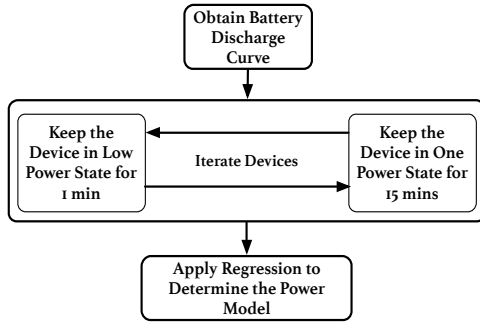 Obtain Battery
Discharge
Curve
Keep the
Device in Low
Power State for
1 min
Iterate Devices
Keep the
Device in One
Power State for
15 mins
Apply Regression to
Determine the Power
Model